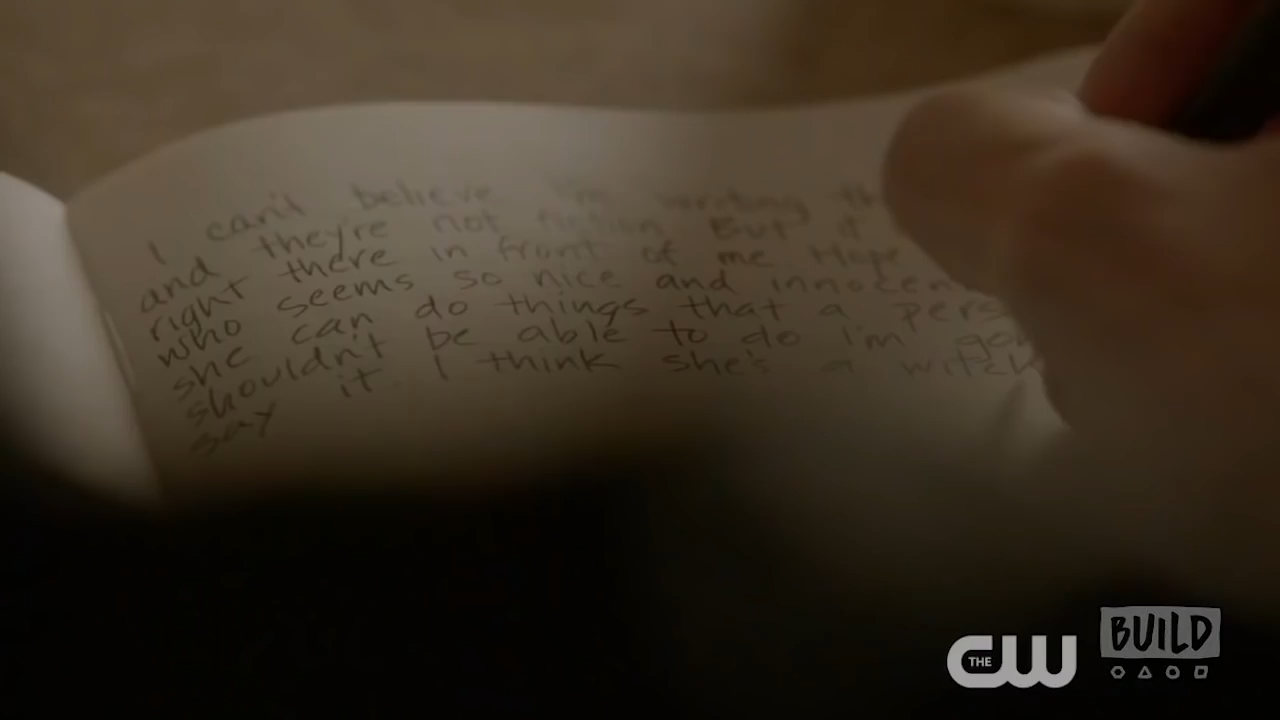 I can't believe I'm writing
and they're not fiction But it
right there in front of me Hope
who seems so nice and
she can do things that a
shouldn't be able to do I'm
say it I think she's a witch
THE CW
BUILD